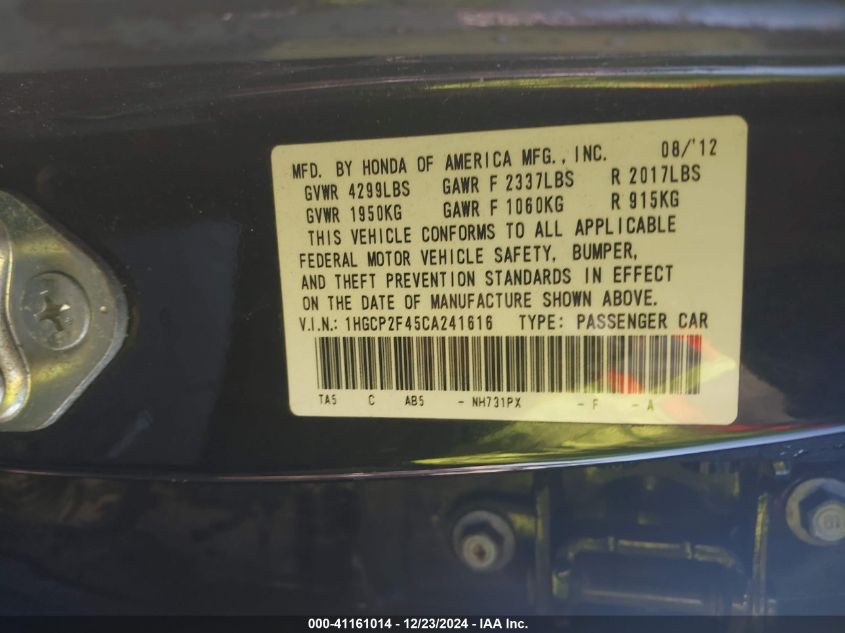 MFD. BY HONDA OF AMERICA MFG., INC. 08/'12
GVWR 4299LBS GAWR F 2337LBS R 2017LBS
GVWR 1950KG GAWR F 1060KG R 915KG
THIS VEHICLE CONFORMS TO ALL APPLICABLE
FEDERAL MOTOR VEHICLE SAFETY, BUMPER,
AND THEFT PREVENTION STANDARDS IN EFFECT
ON THE DATE OF MANUFACTURE SHOWN ABOVE.
V.I.N.: 1HGCP2F45CA241616 TYPE: PASSENGER CAR
TA5 C AB5 - NH731PX - F - A
000-41161014 - 12/23/2024 - IAA Inc.